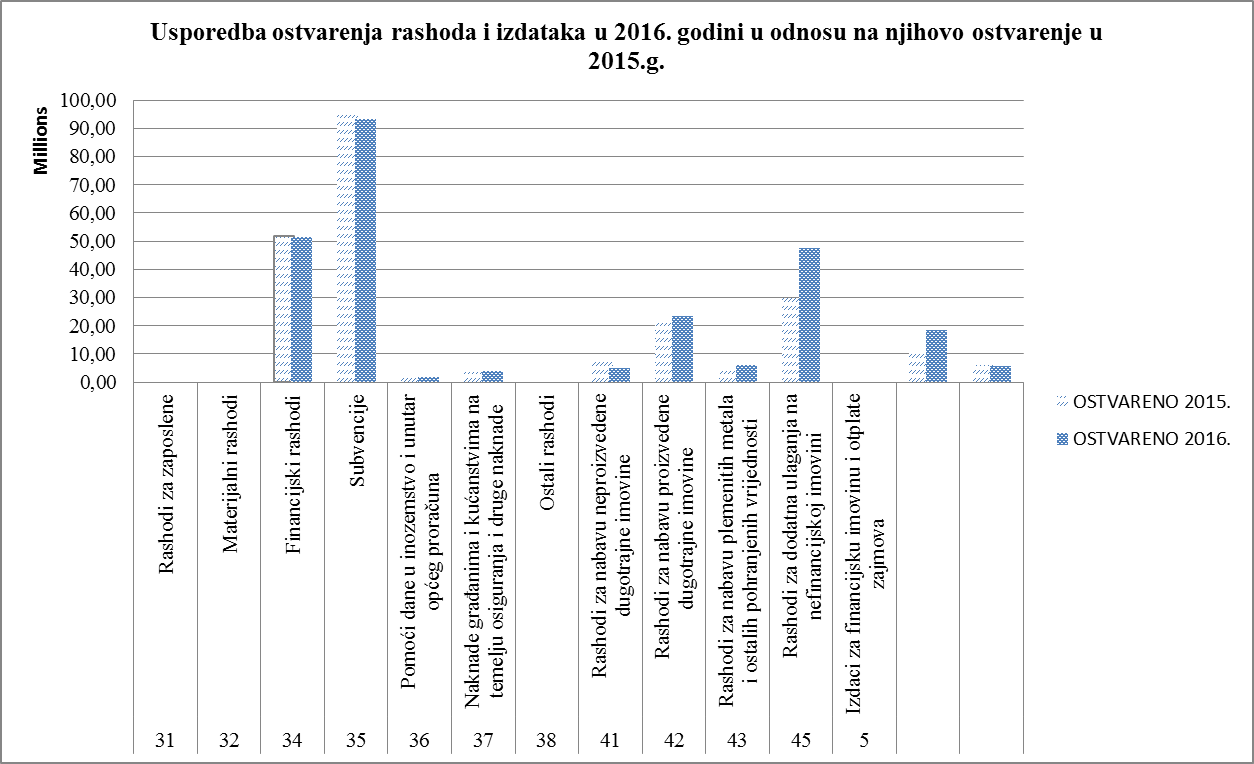 Usporedba ostvarenja rashoda i izdataka u 2016. godini u odnosu na njihovo ostvarenje u
2015.g.
Millions
100,00
90,00
80,00
70,00
60,00
50,00
40,00
30,00
20,00
10,00
0,00
Rashodi za zaposlene
Materijalni rashodi
Financijski rashodi
Subvencije
Pomoći dane u inozemstvo i unutar
općeg proračuna
Naknade građanima i kućanstvima na
temelju osiguranja i druge naknade
Ostali rashodi
Rashodi za nabavu neproizvedene
dugotrajne imovine
Rashodi za nabavu proizvedene
dugotrajne imovine
Rashodi za nabavu plemenitih metala
i ostalih pohranjenih vrijednosti
Rashodi za dodatna ulaganja na
nefinancijskoj imovini
Izdaci za financijsku imovinu i otplate
zajmova
31
32
34
35
36
37
38
41
42
43
45
5
OSTVARENO 2015.
OSTVARENO 2016.